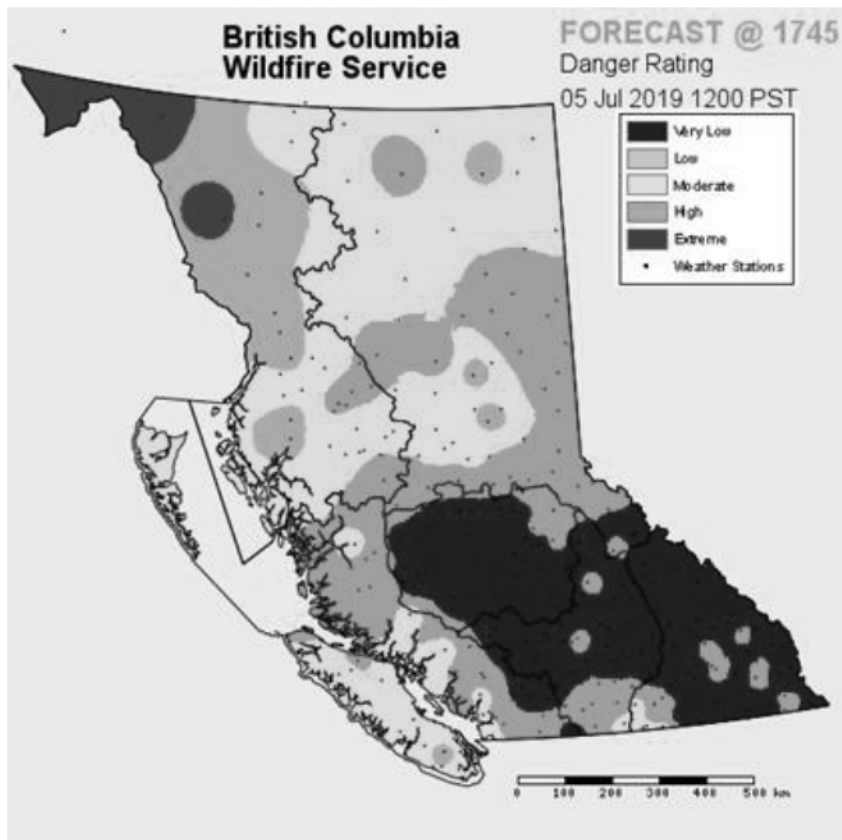 British Columbia
Wildfire Service
FORECAST @ 1745
Danger Rating
05 Jul 2019 1200 PST
Very Low
Low
Moderate
High
Extreme
Weather Stations
0 100 200 300 400 500 km